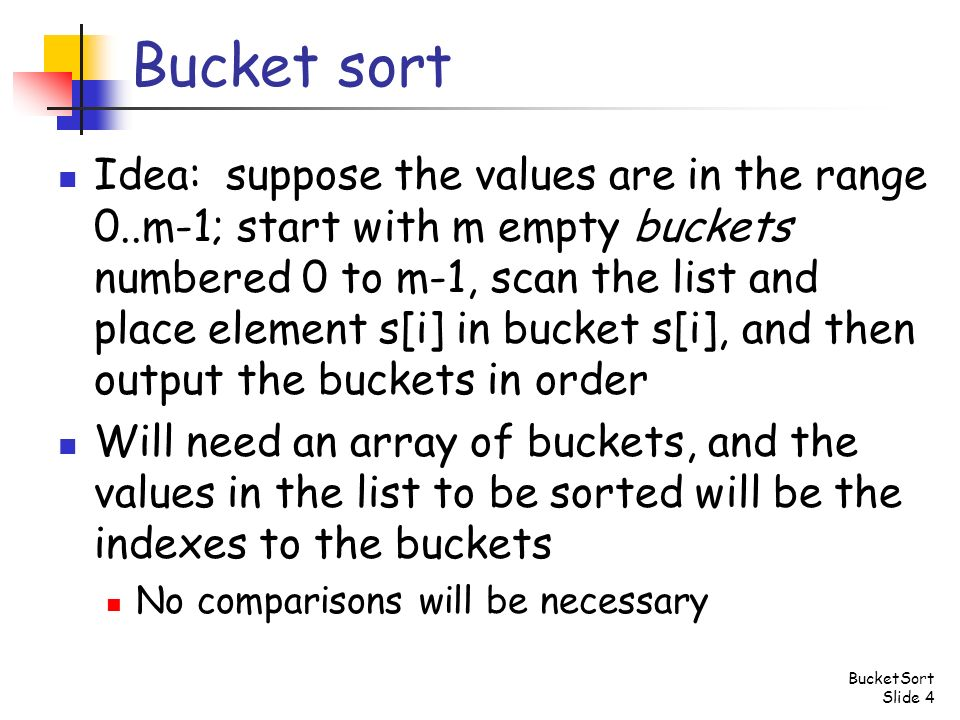 Bucket sort
Idea: suppose the values are in the range
0..m-1; start with m empty buckets
numbered 0 to m-1, scan the list and
place element s[i] in bucket s[i], and then
output the buckets in order
Will need an array of buckets, and the
values in the list to be sorted will be the
indexes to the buckets
No comparisons will be necessary
BucketSort
Slide 4